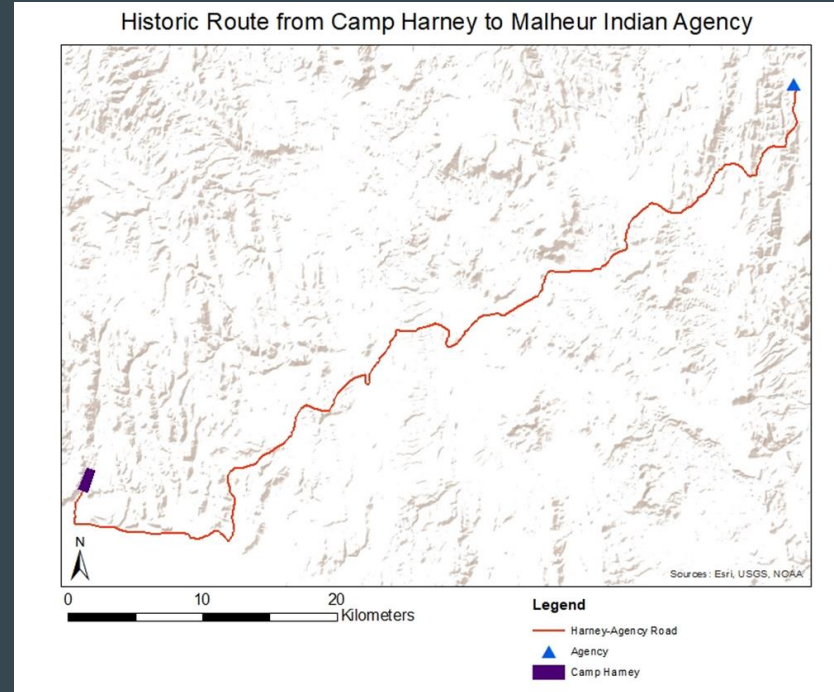 Historic Route from Camp Harney to Malheur Indian Agency
N
Sources: Esri, USGS, NOAA
0 10 20
Kilometers
Legend
Harney-Agency Road
Agency
Camp Harney